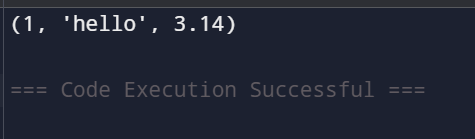 (1, 'hello', 3.14)
=== Code Execution Successful ===